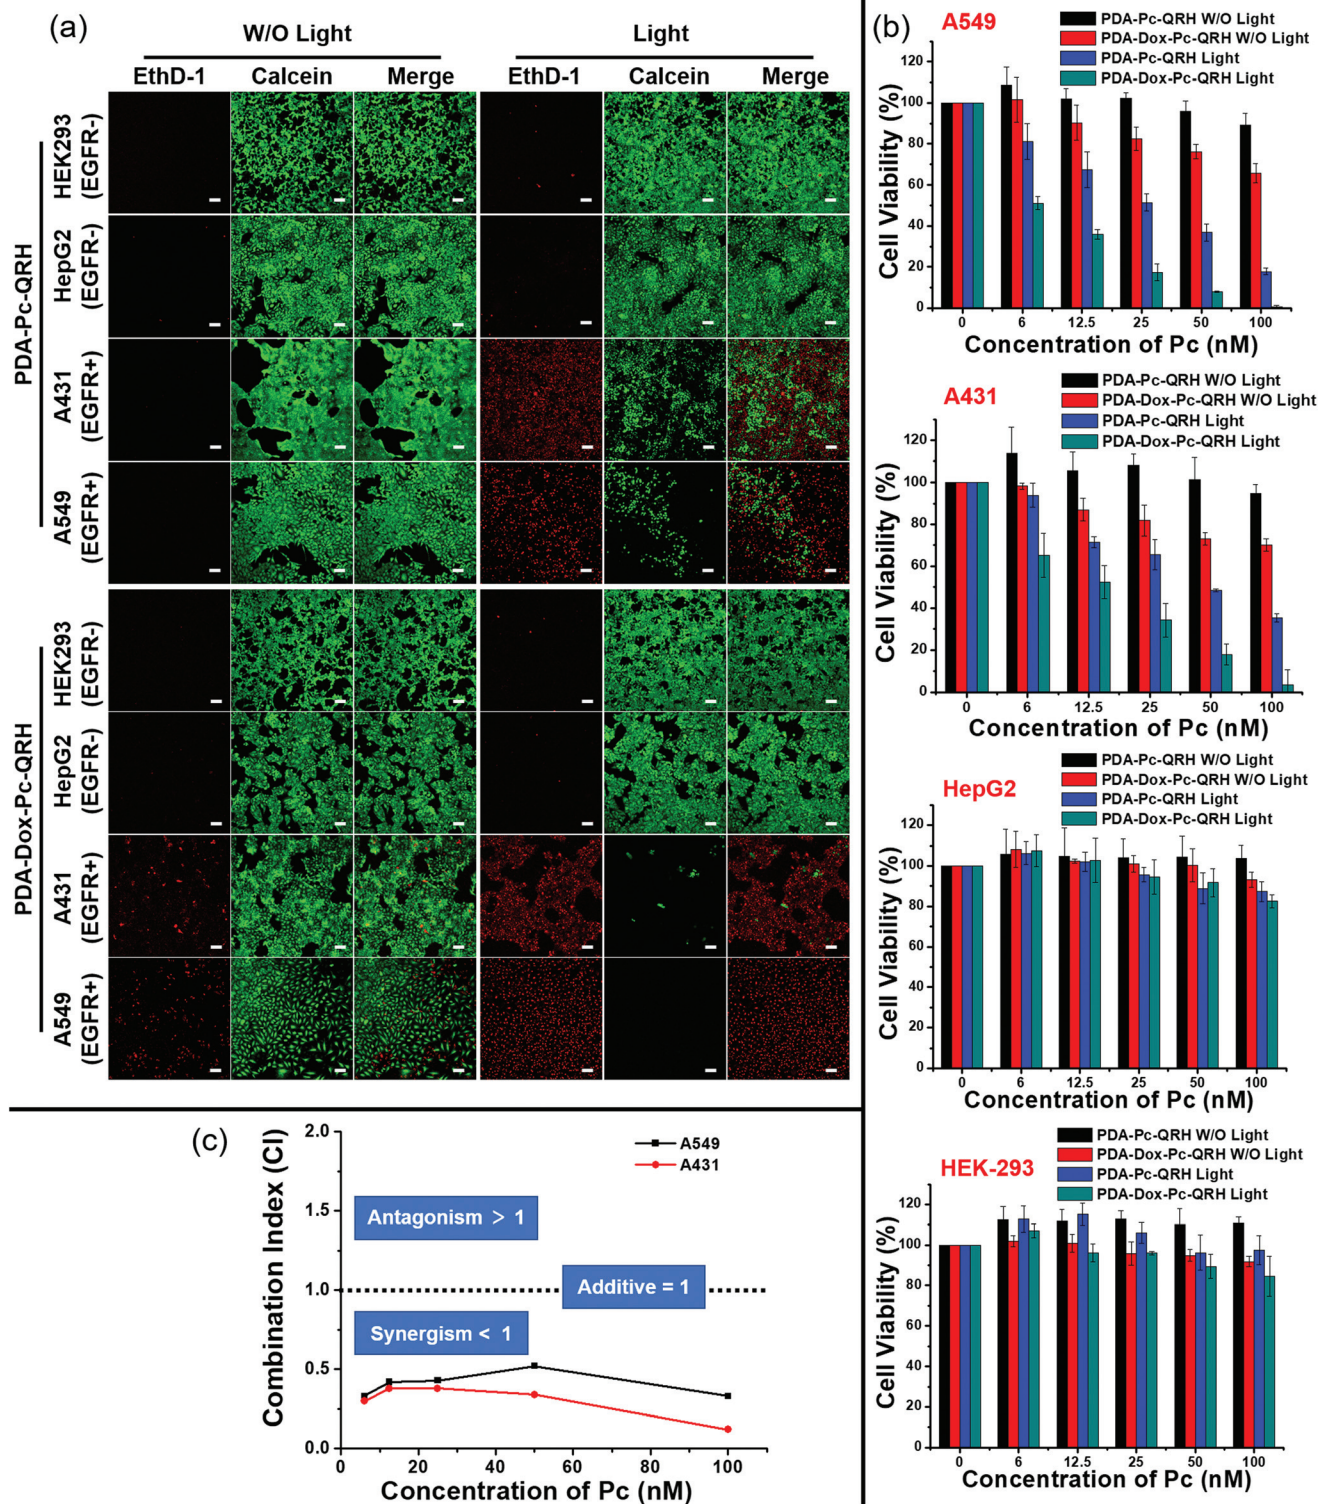 (a)
W/O Light
Light
EthD-1
Calcein
Merge
EthD-1
Calcein
Merge
PDA-Pc-QRH
HEK293
(EGFR-)
HepG2
(EGFR-)
A431
(EGFR+)
A549
(EGFR+)
PDA-Dox-Pc-QRH
HEK293
(EGFR-)
HepG2
(EGFR-)
A431
(EGFR+)
A549
(EGFR+)
(b)
A549
PDA-Pc-QRH W/O Light
PDA-Dox-Pc-QRH W/O Light
PDA-Pc-QRH Light
PDA-Dox-Pc-QRH Light
Cell Viability (%)
120
100
80
60
40
20
0
0 6 12.5 25 50 100
Concentration of Pc (nM)
A431
PDA-Pc-QRH W/O Light
PDA-Dox-Pc-QRH W/O Light
PDA-Pc-QRH Light
PDA-Dox-Pc-QRH Light
Cell Viability (%)
120
100
80
60
40
20
0
0 6 12.5 25 50 100
Concentration of Pc (nM)
HepG2
PDA-Pc-QRH W/O Light
PDA-Dox-Pc-QRH W/O Light
PDA-Pc-QRH Light
PDA-Dox-Pc-QRH Light
Cell Viability (%)
120
100
80
60
40
20
0
0 6 12.5 25 50 100
Concentration of Pc (nM)
HEK-293
PDA-Pc-QRH W/O Light
PDA-Dox-Pc-QRH W/O Light
PDA-Pc-QRH Light
PDA-Dox-Pc-QRH Light
Cell Viability (%)
120
100
80
60
40
20
0
0 6 12.5 25 50 100
Concentration of Pc (nM)
(c)
Combination Index (CI)
2.0
1.5
1.0
0.5
0.0
A549
A431
Antagonism > 1
Additive = 1
Synergism < 1
0 20 40 60 80 100
Concentration of Pc (nM)